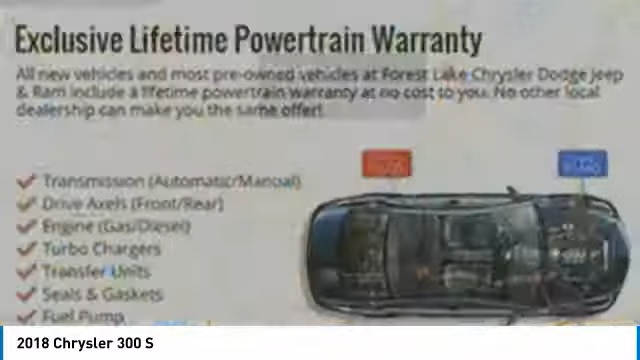 Exclusive Lifetime Powertrain Warranty
All new vehicles and most pre-owned vehicles at Forest Lake Chrysler Dodge Jeep
& Ram include a lifetime powertrain warranty at no cost to you. No other local
dealership can make you the same offer!
Transmission (Automatic/Manual)
Drive Axels (Front/Rear)
Engine (Gas/Diesel)
Turbo Chargers
Transfer Units
Seals & Gaskets
Fuel Pump
2018 Chrysler 300 S